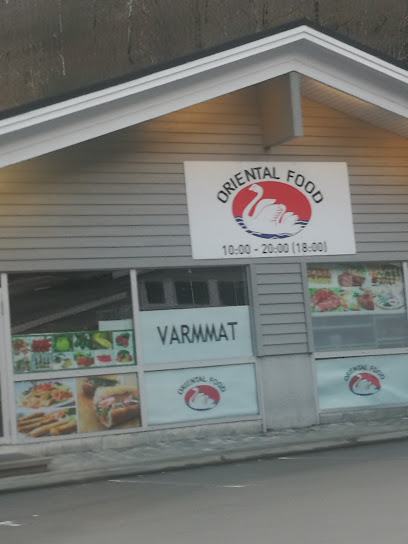 ORIENTAL FOOD
10:00 - 20:00 (18:00)
VARMMAT
ORIENTAL FOOD
ORIENTAL FOOD